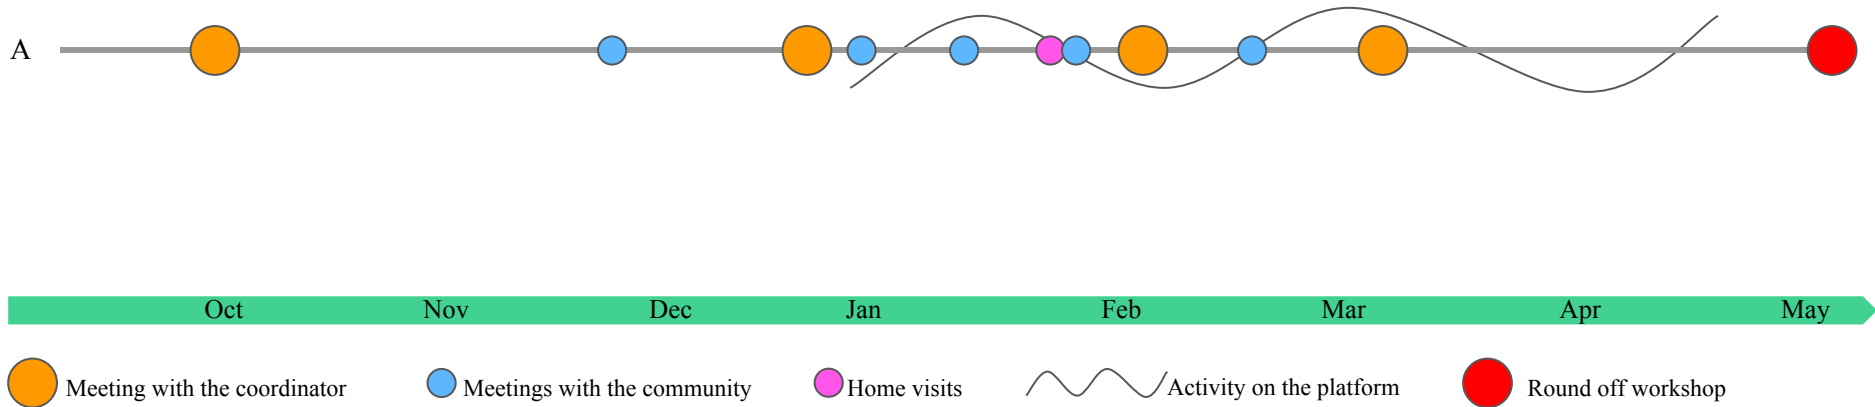 A
Oct Nov Dec Jan Feb Mar Apr May
Meeting with the coordinator Meetings with the community Home visits Activity on the platform Round off workshop